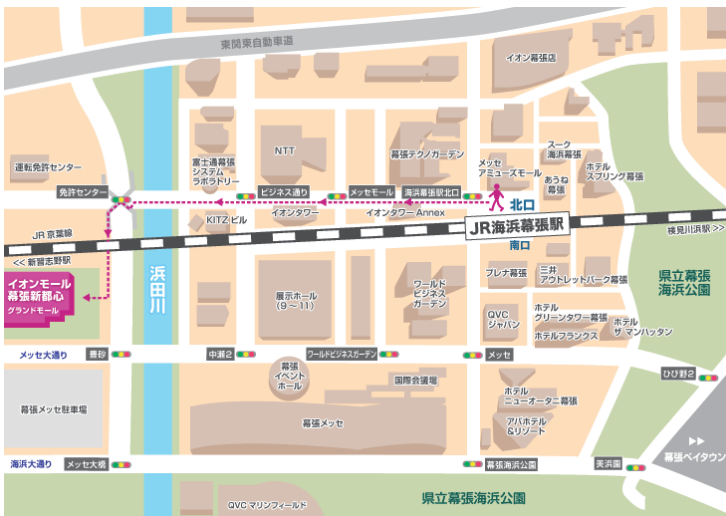 東関東自動車道
イオン幕張店
運転免許センター
免許センター
富士通幕張
システム
ラボラトリー
NTT
幕張テクノガーデン
メッセ
アミューズモール
スーク
海浜幕張
あうね
幕張
ホテル
スプリング幕張
ビジネス通り
メッセモール
海浜幕張駅北口
北口
KITZ ビル
イオンタワー
イオンタワー Annex
JR海浜幕張駅
南口
JR 京葉線
<< 新習志野駅
検見川浜駅 >>
イオンモール
幕張新都心
グランドモール
浜田川
展示ホール
(9～11)
ワールド
ビジネス
ガーデン
プレナ幕張
三井
アウトレットパーク幕張
県立幕張
海浜公園
QVC
ジャパン
ホテル
グリーンタワー幕張
ホテルフランクス
ホテル
ザ マンハッタン
メッセ大通り
豊砂
中瀬2
ワールドビジネスガーデン
メッセ
ひび野2
幕張
イベント
ホール
国際会議場
ホテル
ニューオータニ幕張
アパホテル
&リゾート
幕張メッセ駐車場
幕張メッセ
幕張ベイタウン
海浜大通り
メッセ大橋
幕張海浜公園
美浜園
QVC マリンフィールド
県立幕張海浜公園